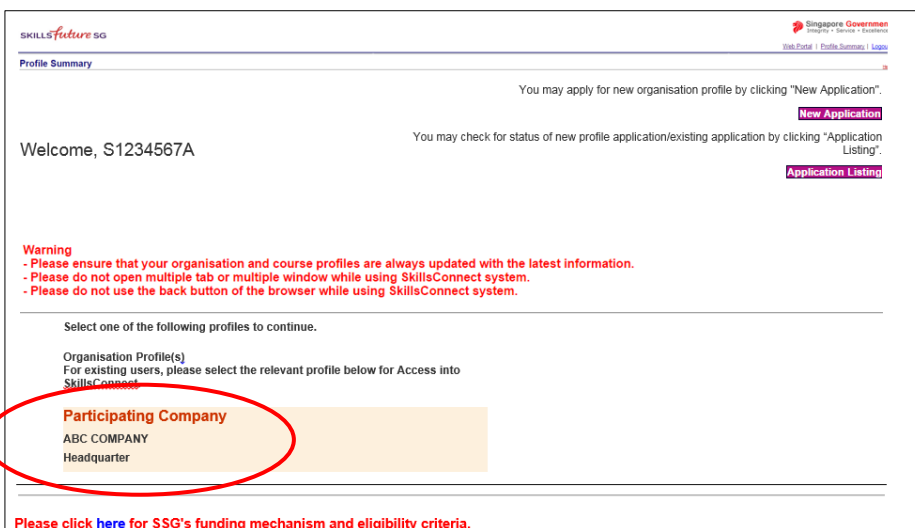 SKILLSfuture SG
Singapore Governmen
Integrity • Service • Excellence
Web Portal | Profile Summary | Logou
Profile Summary
You may apply for new organisation profile by clicking "New Application".
New Application
Welcome, S1234567A
You may check for status of new profile application/existing application by clicking "Application
Listing".
Application Listing
Warning
- Please ensure that your organisation and course profiles are always updated with the latest information.
- Please do not open multiple tab or multiple window while using SkillsConnect system.
- Please do not use the back button of the browser while using SkillsConnect system.
Select one of the following profiles to continue.
Organisation Profile(s)
For existing users, please select the relevant profile below for Access into
SkillsConnect
Participating Company
ABC COMPANY
Headquarter
Please click here for SSG's funding mechanism and eligibility criteria.